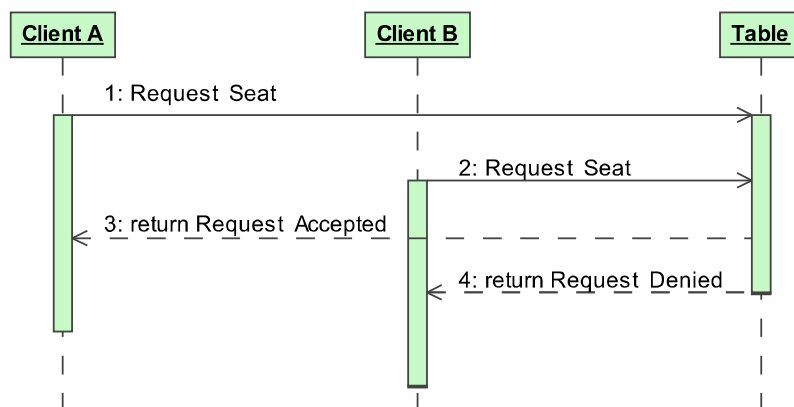 Client A
Client B
Table
1: Request Seat
2: Request Seat
3: return Request Accepted
4: return Request Denied